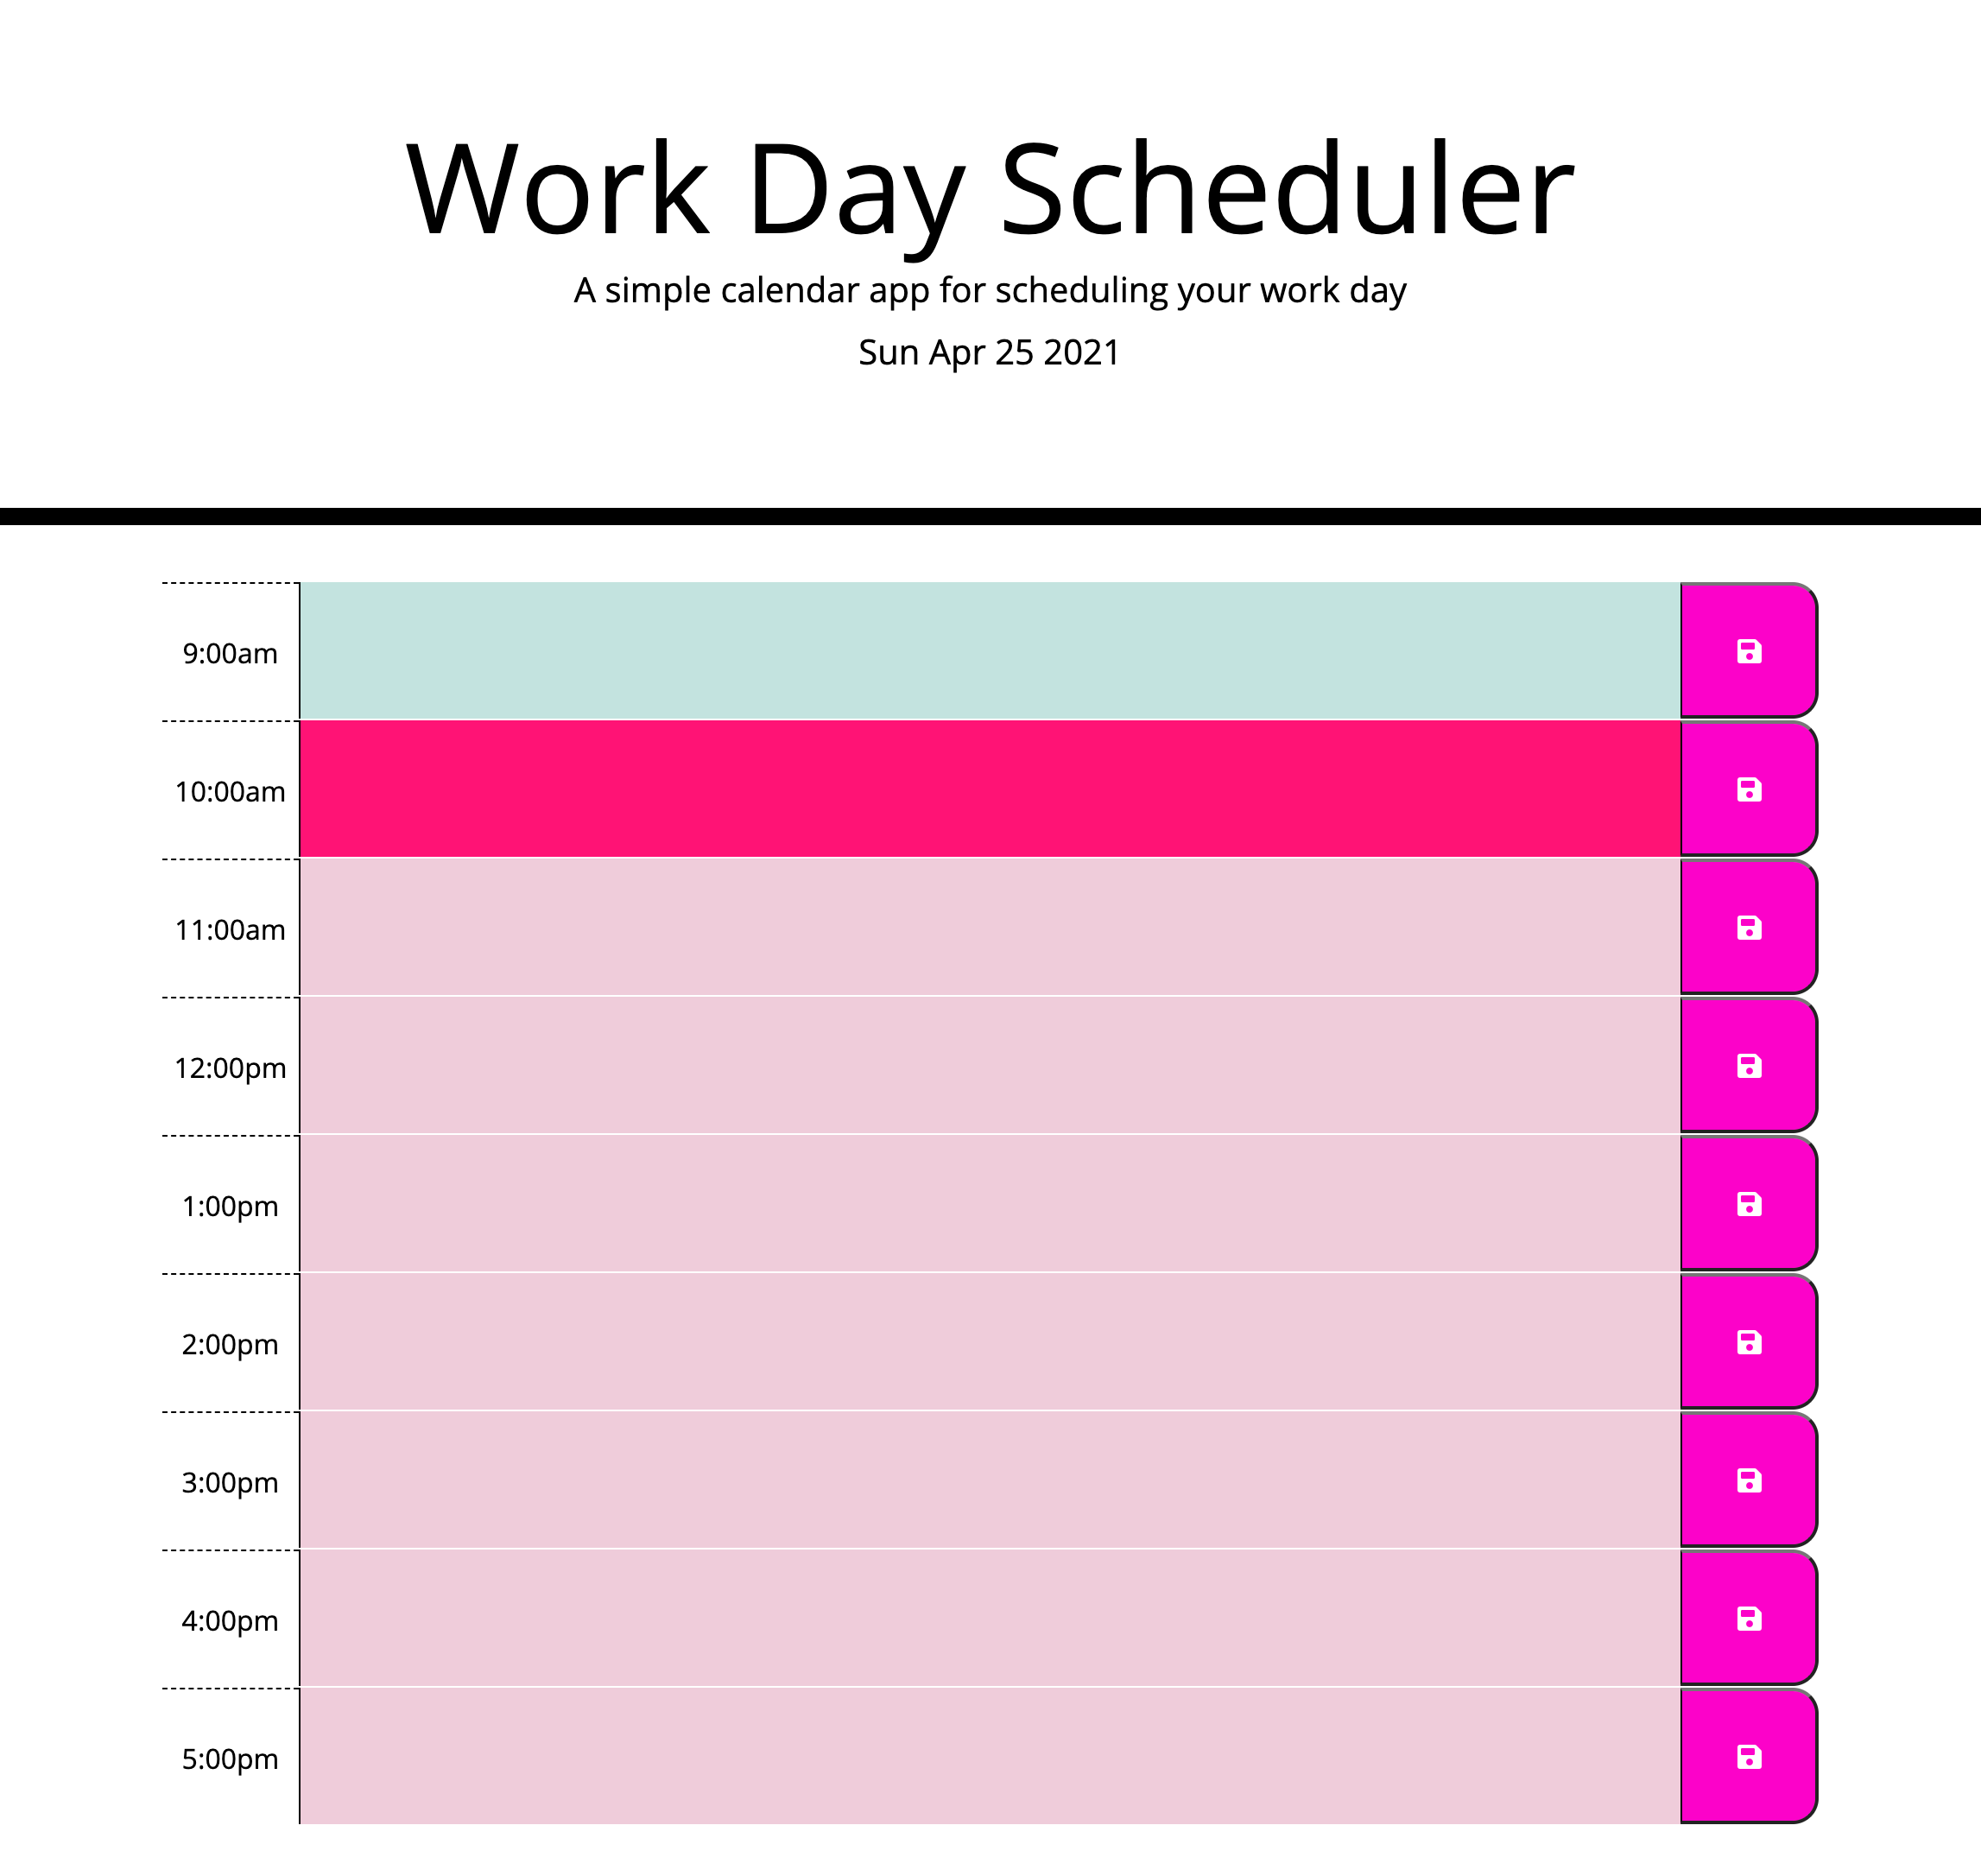 Work Day Scheduler
A simple calendar app for scheduling your work day
Sun Apr 25 2021
9:00am
10:00am
11:00am
12:00pm
1:00pm
2:00pm
3:00pm
4:00pm
5:00pm